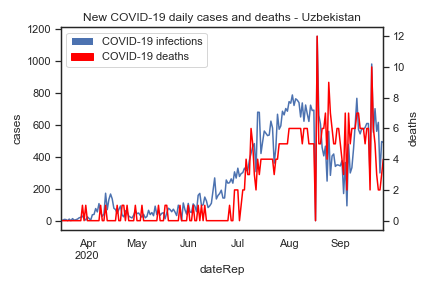 New COVID-19 daily cases and deaths - Uzbekistan
COVID-19 infections
COVID-19 deaths
1200
1000
800
600
400
200
0
cases
12
10
8
6
4
2
0
deaths
Apr
2020
May
Jun
Jul
Aug
Sep
dateRep